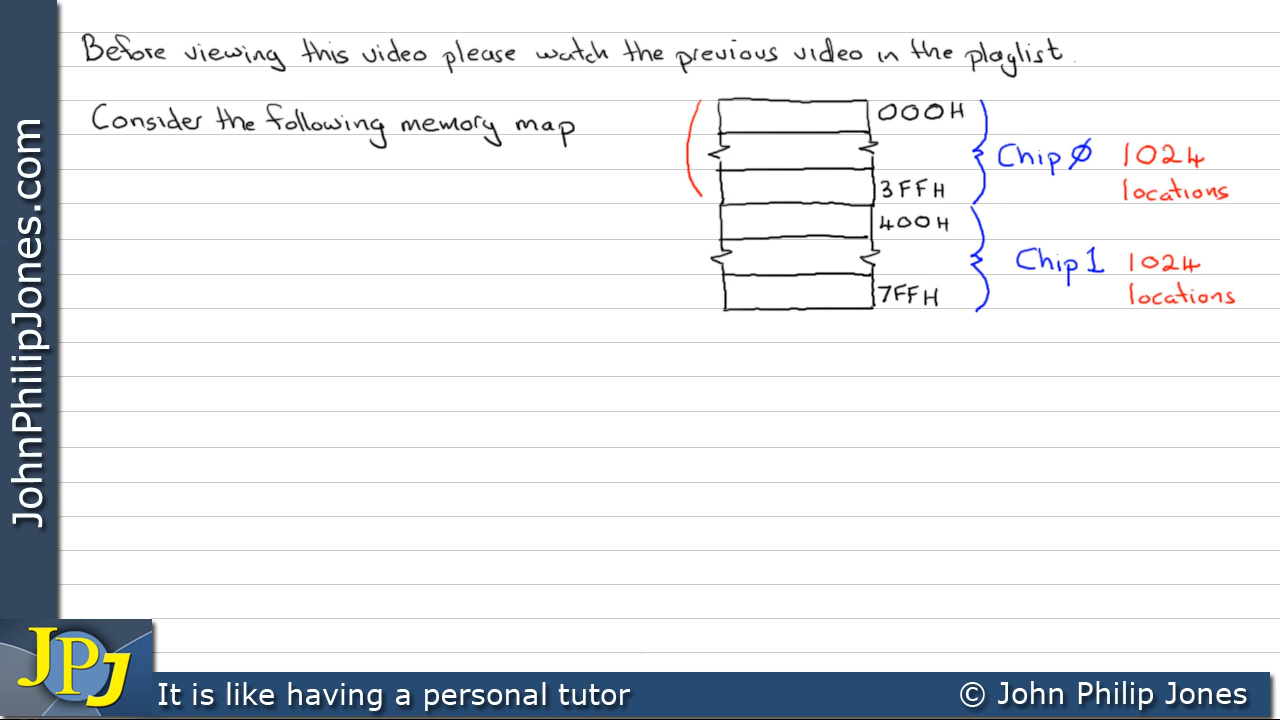 Before viewing this video please watch the previous video in the playlist.
Consider the following memory map
000H
Chip 0 1024
locations
3FFH
400H
Chip 1 1024
locations
7FFH
JohnPhilipJones.com
JPJ
It is like having a personal tutor
© John Philip Jones